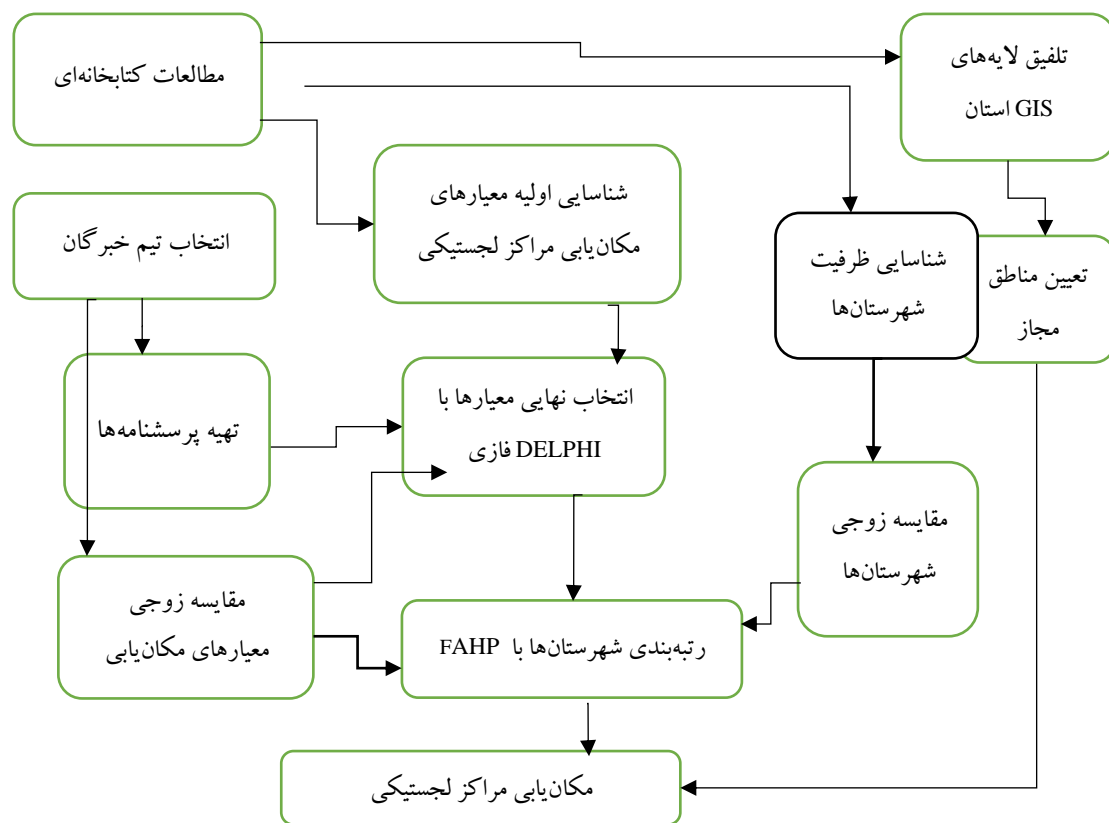 مطالعات کتابخانه‌ای
تلفیق لایه‌های
GIS استان
شناسایی اولیه معیارهای
مکان‌یابی مراکز لجستیکی
انتخاب تیم خبرگان
شناسایی ظرفیت
شهرستان‌ها
تعیین مناطق
مجاز
تهیه پرسشنامه‌ها
انتخاب نهایی معیارها با
DELPHI فازی
مقایسه زوجی
شهرستان‌ها
مقایسه زوجی
معیارهای مکان‌یابی
رتبه‌بندی شهرستان‌ها با FAHP
مکان‌یابی مراکز لجستیکی